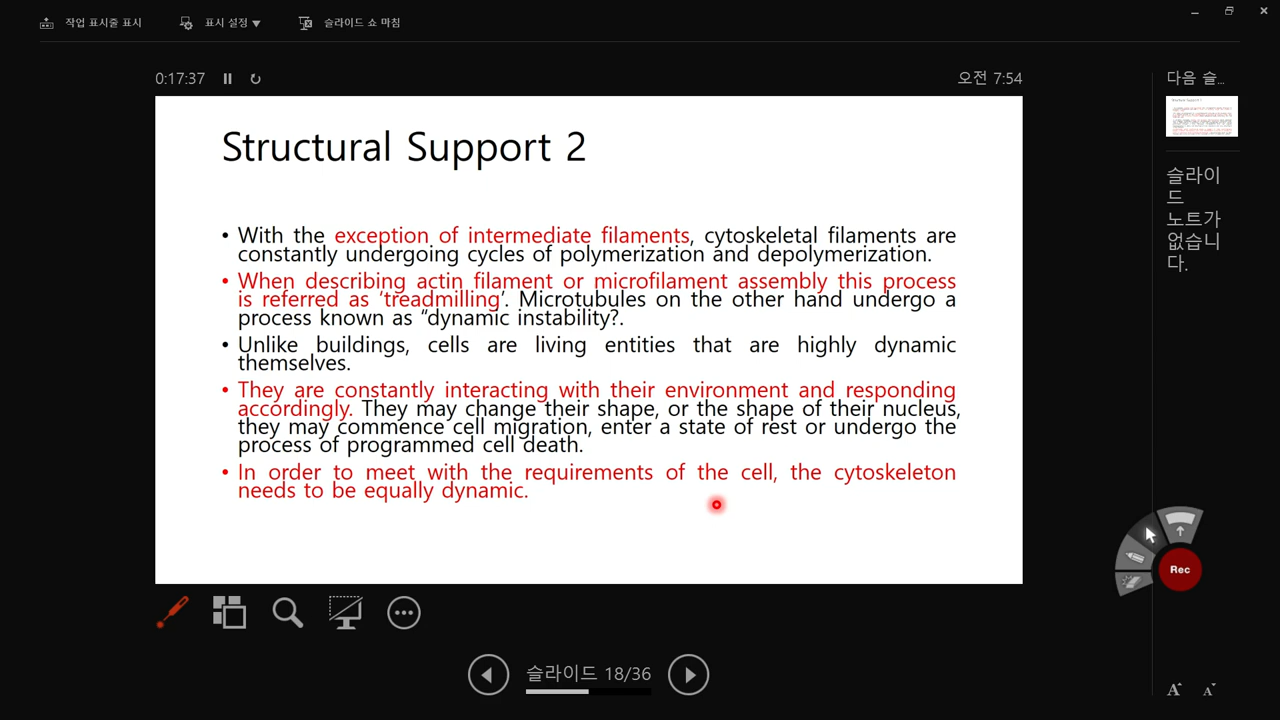 작업 표시줄 표시
표시 설정 ▼
슬라이드 쇼 마침
0:17:37
오전 7:54
다음 슬...
Structural Support 2
• With the exception of intermediate filaments, cytoskeletal filaments are
constantly undergoing cycles of polymerization and depolymerization.
• When describing actin filament or microfilament assembly this process
is referred as ‘treadmilling’. Microtubules on the other hand undergo a
process known as “dynamic instability?.
• Unlike buildings, cells are living entities that are highly dynamic
themselves.
• They are constantly interacting with their environment and responding
accordingly. They may change their shape, or the shape of their nucleus,
they may commence cell migration, enter a state of rest or undergo the
process of programmed cell death.
• In order to meet with the requirements of the cell, the cytoskeleton
needs to be equally dynamic.
슬라이
드
노트가
없습니
다.
Rec
슬라이드 18/36
A A